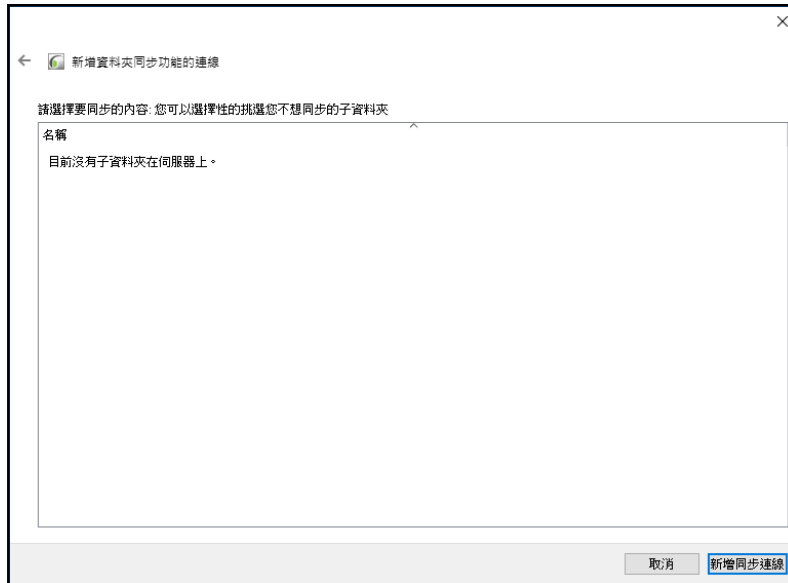 新增資料夾同步功能的連線
請選擇要同步的內容: 您可以選擇性的挑選您不想同步的子資料夾
名稱
目前沒有子資料夾在伺服器上。
取消
新增同步連線